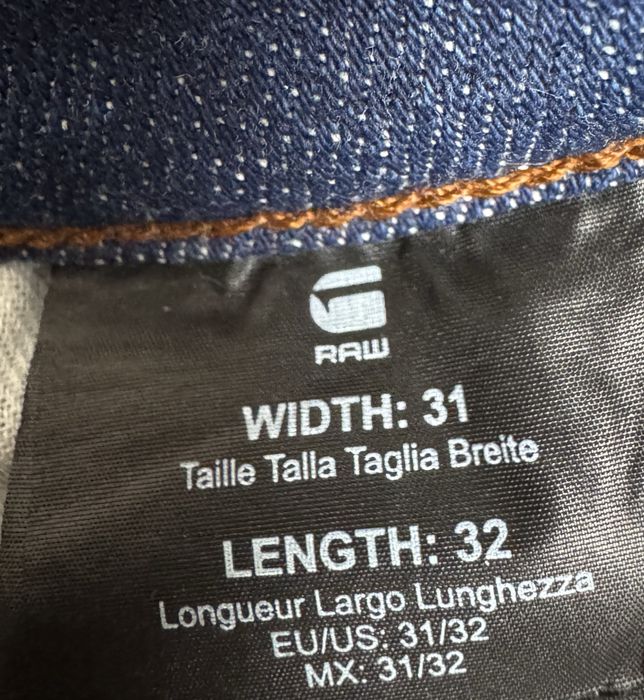 RAW
WIDTH: 31
Taille Talla Taglia Breite
LENGTH: 32
Longueur Largo Lunghezza
EU/US: 31/32
MX: 31/32